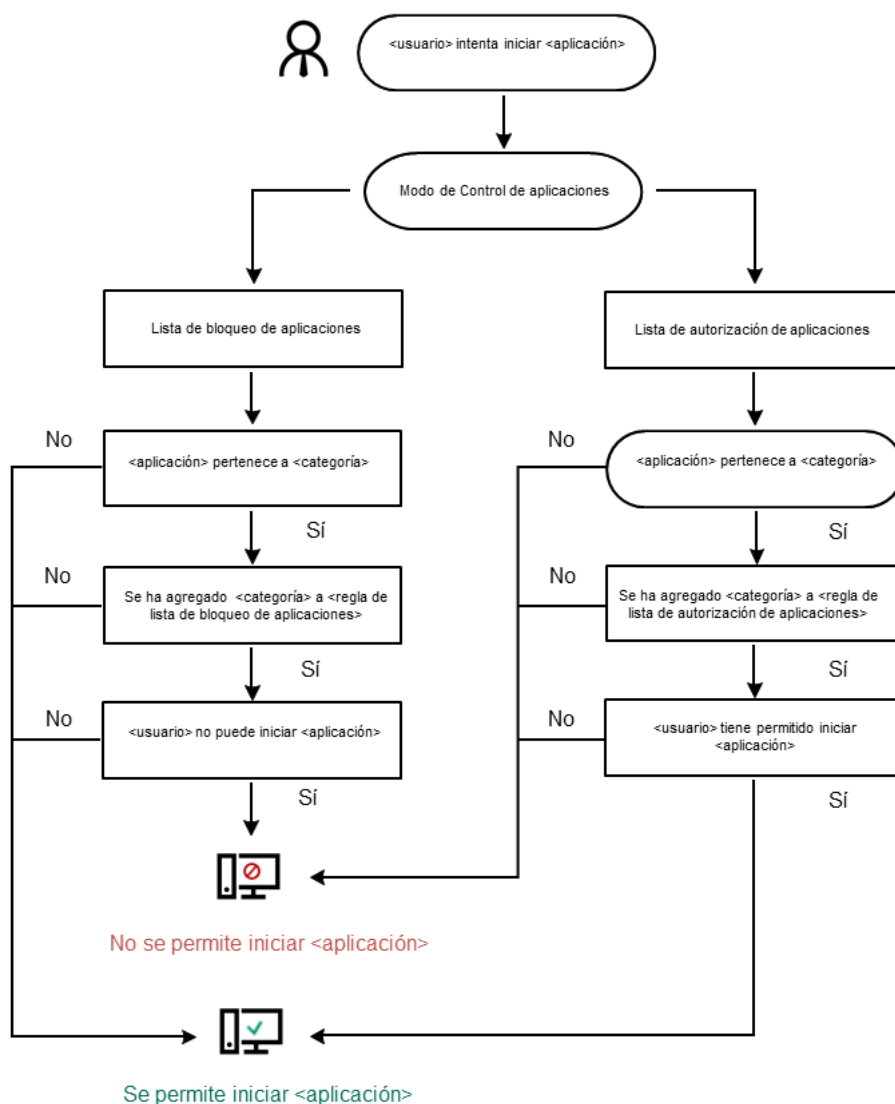 <usuario> intenta iniciar <aplicación>
Modo de Control de aplicaciones
Lista de bloqueo de aplicaciones
Lista de autorización de aplicaciones
No
<aplicación> pertenece a <categoría>
No
<aplicación> pertenece a <categoría>
Sí
Sí
No
Se ha agregado <categoría> a <regla de
lista de bloqueo de aplicaciones>
No
Se ha agregado <categoría> a <regla de
lista de autorización de aplicaciones>
Sí
Sí
No
<usuario> no puede iniciar <aplicación>
No
<usuario> tiene permitido iniciar
<aplicación>
Sí
Sí
No se permite iniciar <aplicación>
Se permite iniciar <aplicación>